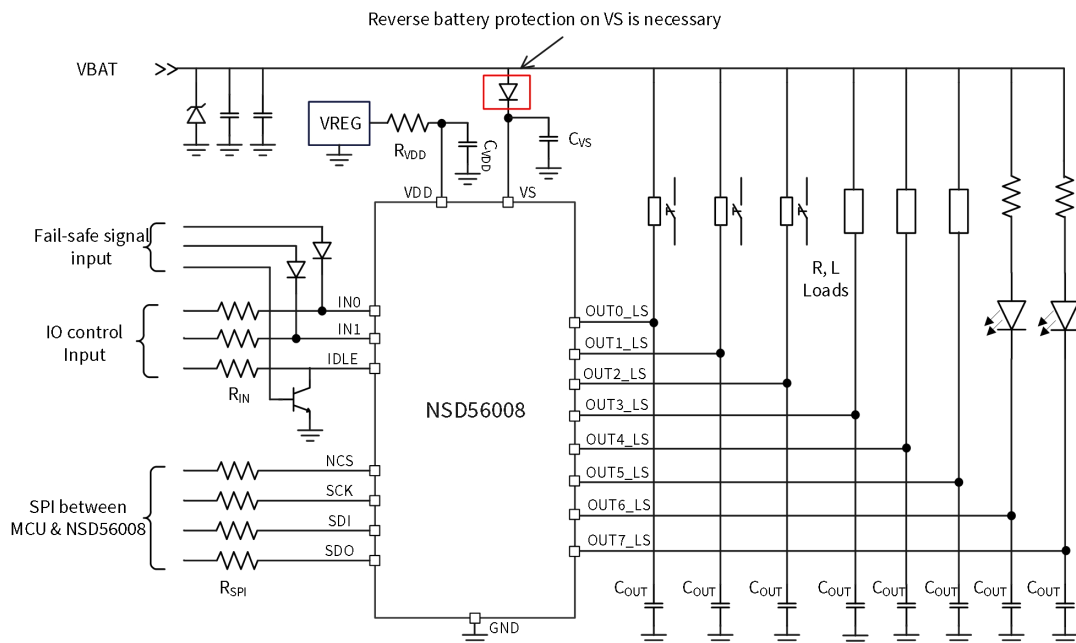 Reverse battery protection on VS is necessary
VBAT
VREG
RVDD
CVDD
CVS
VDD
VS
Fail-safe signal
input
IN0
IO control
Input
IN1
IDLE
RIN
NSD56008
R, L
Loads
OUT0_LS
OUT1_LS
OUT2_LS
OUT3_LS
OUT4_LS
OUT5_LS
OUT6_LS
OUT7_LS
NCS
SCK
SPI between
MCU & NSD56008
SDI
SDO
RSPI
COUT
COUT
COUT
COUT
COUT
COUT
COUT
COUT
GND